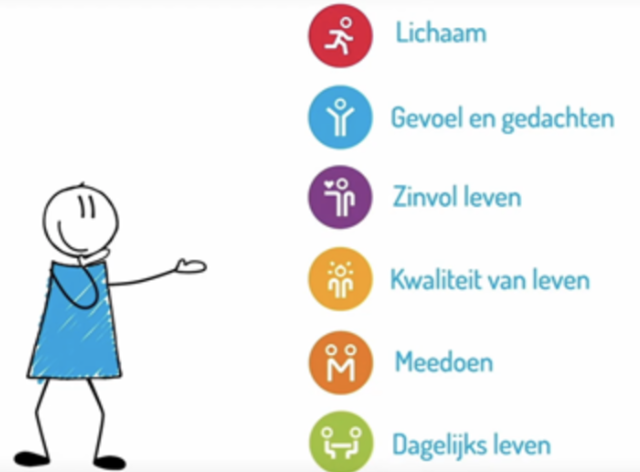 Lichaam
Gevoel en gedachten
Zinvol leven
Kwaliteit van leven
Meedoen
Dagelijks leven